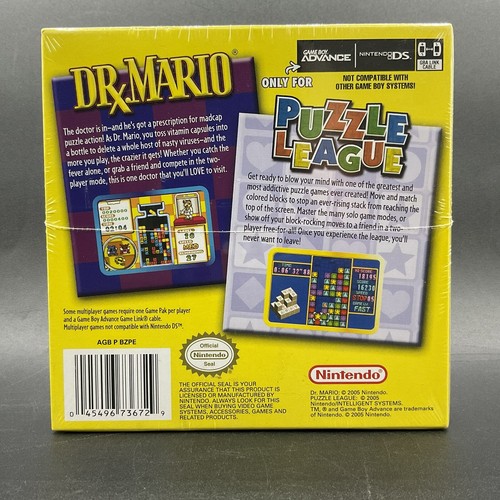 DR. MARIO®
GAME BOY ADVANCE
NINTENDO DS
GBA LINK CABLE
ONLY FOR
NOT COMPATIBLE WITH
OTHER GAME BOY SYSTEMS!
The doctor is in—and he's got a prescription for madcap
puzzle action! As Dr. Mario, you toss vitamin capsules into
a bottle to delete a whole host of nasty viruses—and the
more you play, the crazier it gets! Whether you catch the
fever alone, or grab a friend and compete in the two-
player mode, this is one doctor that you'll LOVE to visit.
PUZZLE
LEAGUE
Get ready to blow your mind with one of the greatest and
most addictive puzzle games ever created! Move and match
colored blocks to stop an ever-rising stack from reaching the
top of the screen. Master the many solo game modes, or
show off your block-rocking moves to a friend in a two-
player free-for-all! Once you experience the league, you'll
never want to leave!
Some multiplayer games require one Game Pak per player
and a Game Boy Advance Game Link® cable.
Multiplayer games not compatible with Nintendo DS™.
AGB P BZPE
0 45496 73672 9
Official
Nintendo
Seal
THE OFFICIAL SEAL IS YOUR
ASSURANCE THAT THIS PRODUCT IS
LICENSED OR MANUFACTURED BY
NINTENDO. ALWAYS LOOK FOR THIS
SEAL WHEN BUYING VIDEO GAME
SYSTEMS, ACCESSORIES, GAMES AND
RELATED PRODUCTS.
Nintendo®
Dr. MARIO: © 2005 Nintendo.
PUZZLE LEAGUE: © 2005
Nintendo/INTELLIGENT SYSTEMS.
TM, ® and Game Boy Advance are trademarks
of Nintendo. © 2005 Nintendo.